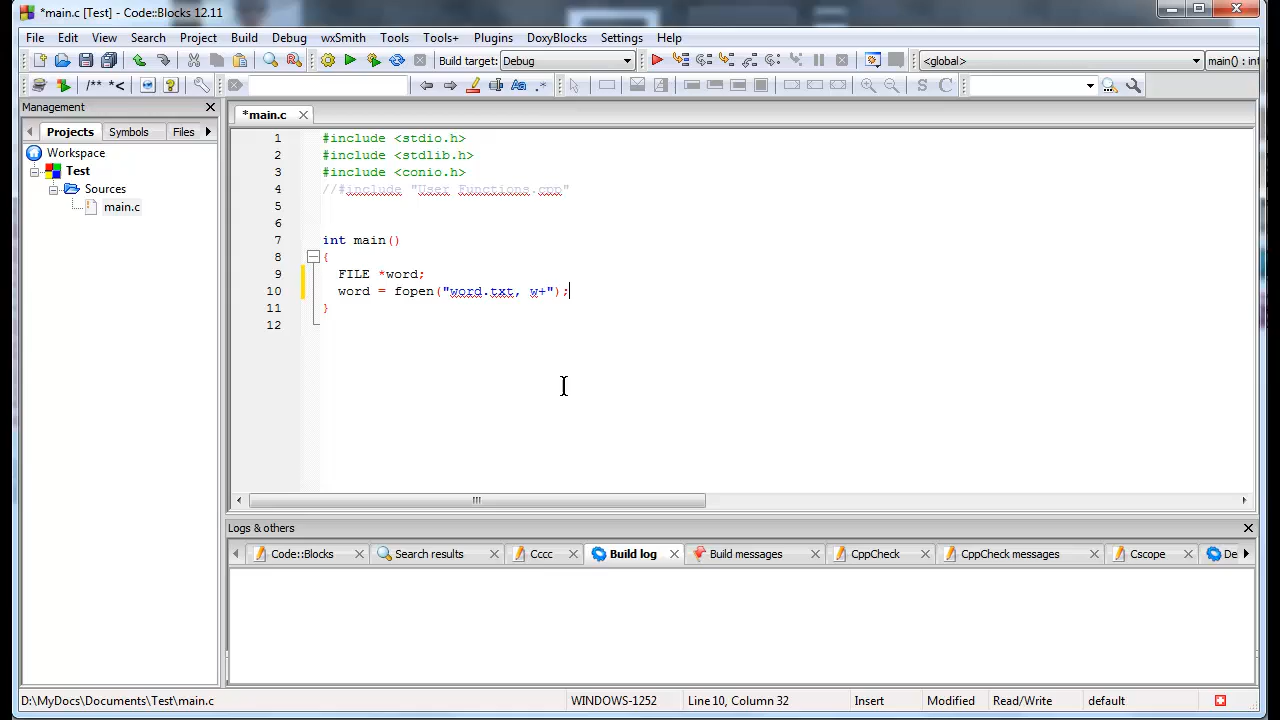 *main.c [Test] - Code::Blocks 12.11
File Edit View Search Project Build Debug wxSmith Tools Tools+ Plugins DoxyBlocks Settings Help
Build target: Debug <global> main() : int
/** *<
Management
Projects Symbols Files
Workspace
Test
Sources
main.c
*main.c
1 #include <stdio.h>
2 #include <stdlib.h>
3 #include <conio.h>
4 //#include "User Functions.cpp"
5
6
7 int main()
8 {
9 FILE *word;
10 word = fopen("word.txt, w+");
11 }
12
Logs & others
Code::Blocks Search results Cccc Build log Build messages CppCheck CppCheck messages Cscope De
D:\MyDocs\Documents\Test\main.c WINDOWS-1252 Line 10, Column 32 Insert Modified Read/Write default